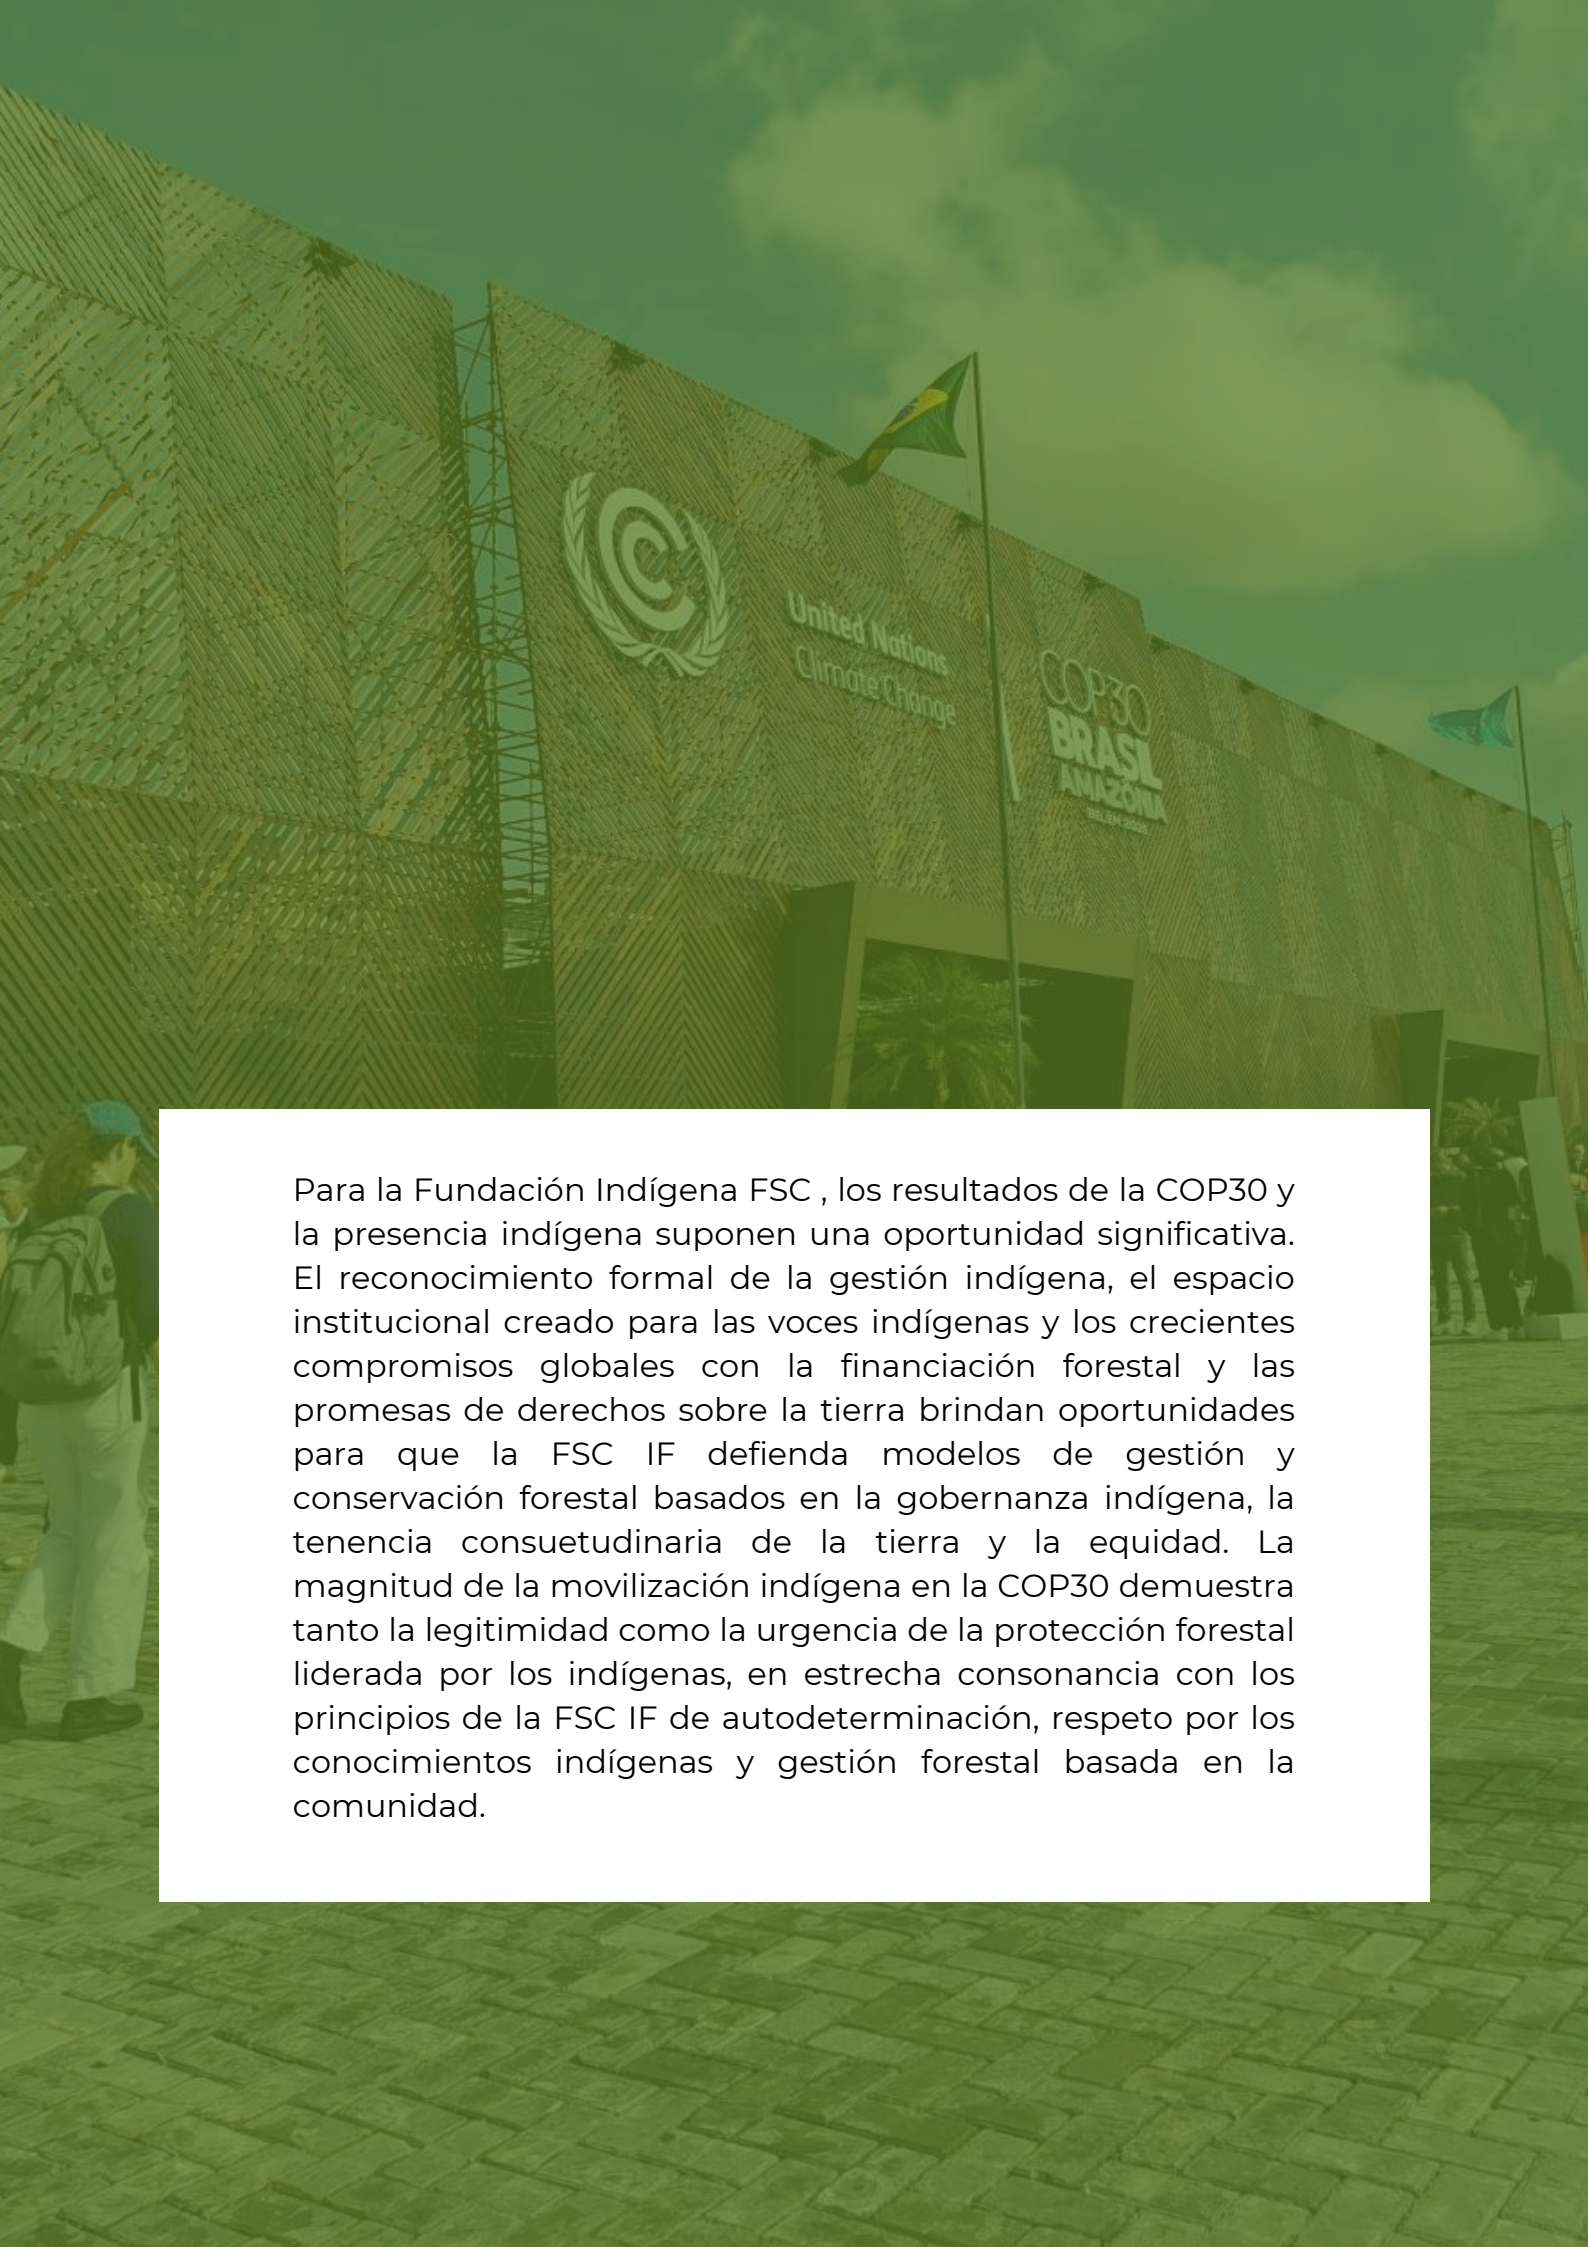 United Nations
Climate Change
COP30
BRASIL
AMAZÔNIA
Para la Fundación Indígena FSC , los resultados de la COP30 y
la presencia indígena suponen una oportunidad significativa.
El reconocimiento formal de la gestión indígena, el espacio
institucional creado para las voces indígenas y los crecientes
compromisos globales con la financiación forestal y las
promesas de derechos sobre la tierra brindan oportunidades
para que la FSC IF defienda modelos de gestión y
conservación forestal basados en la gobernanza indígena, la
tenencia consuetudinaria de la tierra y la equidad. La
magnitud de la movilización indígena en la COP30 demuestra
tanto la legitimidad como la urgencia de la protección forestal
liderada por los indígenas, en estrecha consonancia con los
principios de la FSC IF de autodeterminación, respeto por los
conocimientos indígenas y gestión forestal basada en la
comunidad.